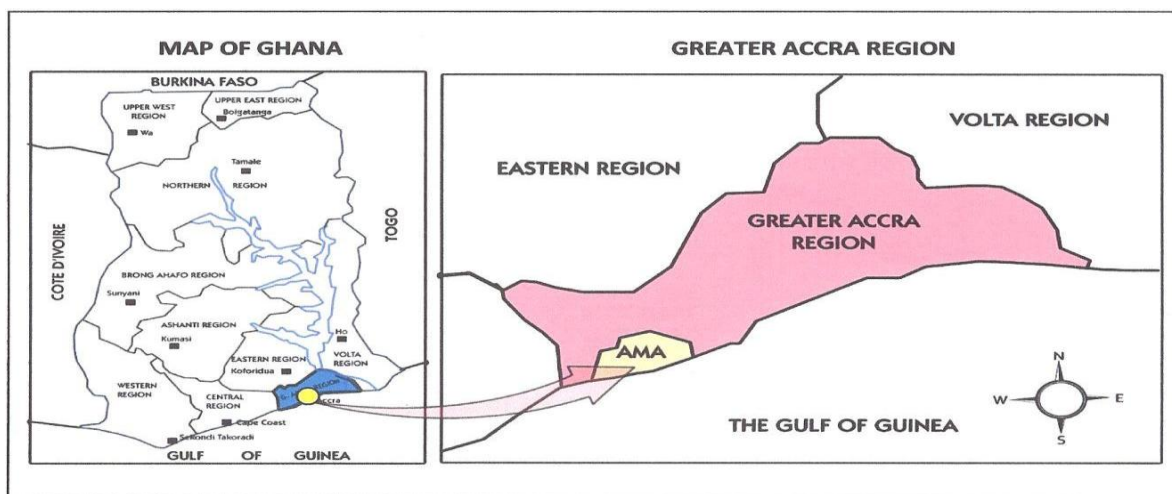 MAP OF GHANA
BURKINA FASO
UPPER WEST
REGION
Wa
UPPER EAST REGION
Bolgatanga
Tamale
NORTHERN REGION
COTE D'IVOIRE
TOGO
BRONG AHAFO REGION
Sunyani
ASHANTI REGION
Kumasi
Ho
VOLTA
REGION
EASTERN REGION
Koforidua
WESTERN
REGION
CENTRAL
REGION
REGION
Cape Coast
Sekondi Takoradi
GULF OF GUINEA
GREATER ACCRA REGION
VOLTA REGION
EASTERN REGION
GREATER ACCRA
REGION
AMA
THE GULF OF GUINEA
N
W
E
S